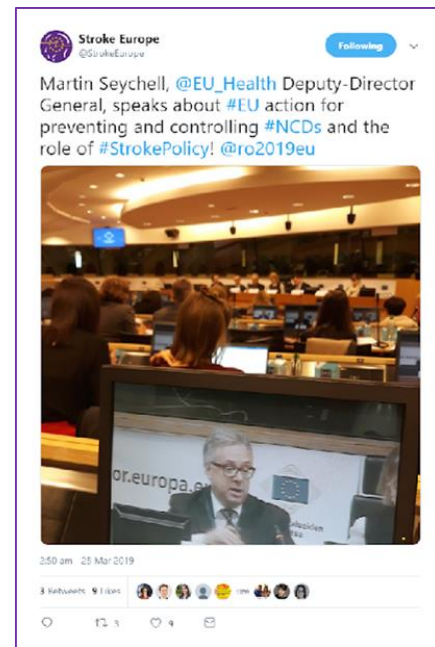 Stroke Europe
@StrokeEurope
Following
Martin Seychell, @EU_Health Deputy-Director
General, speaks about #EU action for
preventing and controlling #NCDs and the
role of #StrokePolicy! @ro2019eu
or.europa.e
2:50 am 25 Mar 2019
3 Retweets 9 Likes
3 9